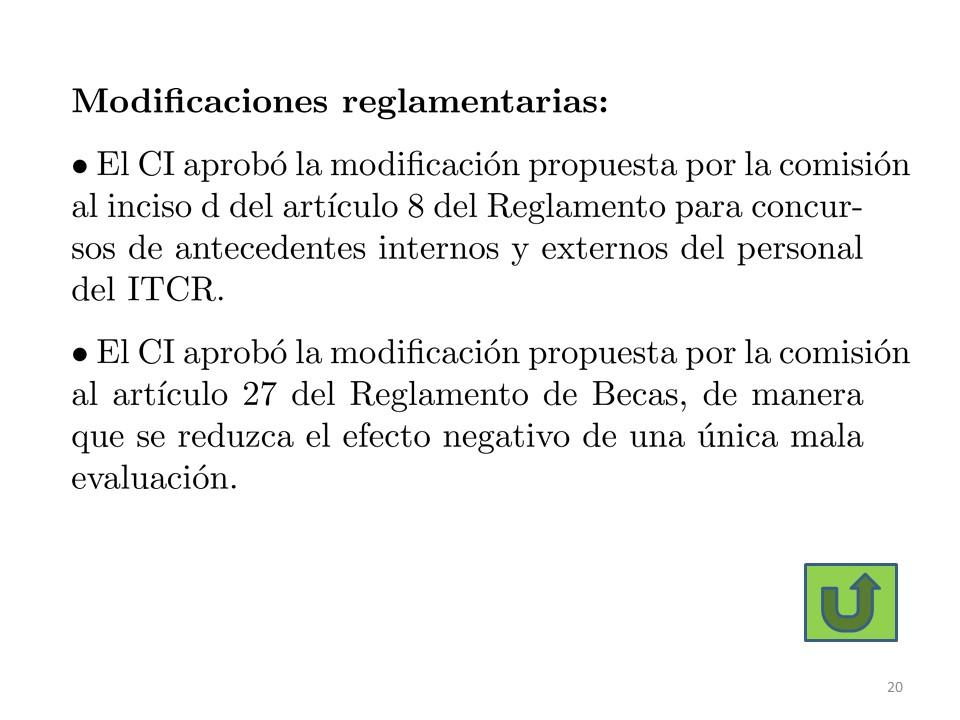 Modificaciones reglamentarias:
• El CI aprobó la modificación propuesta por la comisión
al inciso d del artículo 8 del Reglamento para concur-
sos de antecedentes internos y externos del personal
del ITCR.
• El CI aprobó la modificación propuesta por la comisión
al artículo 27 del Reglamento de Becas, de manera
que se reduzca el efecto negativo de una única mala
evaluación.
20